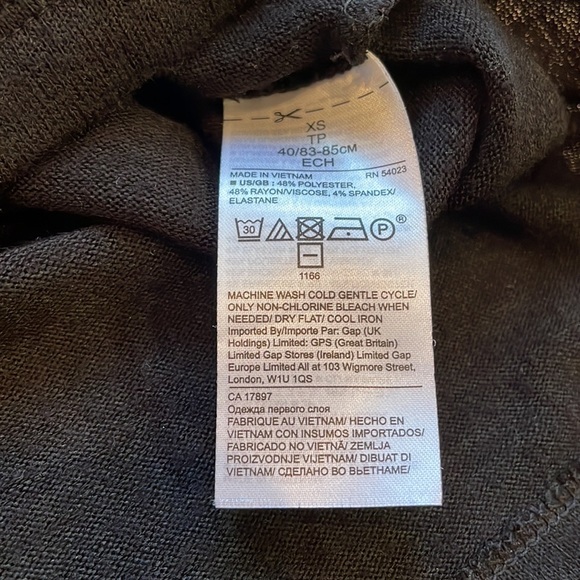 XS
TP
40/83-85CM
ECH
MADE IN VIETNAM RN 54023
■ US/GB : 48% POLYESTER,
48% RAYON/VISCOSE, 4% SPANDEX/
ELASTANE
30 P ®
1166
MACHINE WASH COLD GENTLE CYCLE/
ONLY NON-CHLORINE BLEACH WHEN
NEEDED/ DRY FLAT/ COOL IRON
Imported By/Importe Par: Gap (UK
Holdings) Limited: GPS (Great Britain)
Limited Gap Stores (Ireland) Limited Gap
Europe Limited All at 103 Wigmore Street,
London, W1U 1QS
CA 17897
Одежда первого слоя
FABRIQUE AU VIETNAM/ HECHO EN
VIETNAM CON INSUMOS IMPORTADOS/
FABRICADO NO VIETNÃ/ ZEMLJA
PROIZVODNJE VIJETNAM/ DIBUAT DI
VIETNAM/ СДЕЛАНО ВО ВЬЕТНАМЕ/